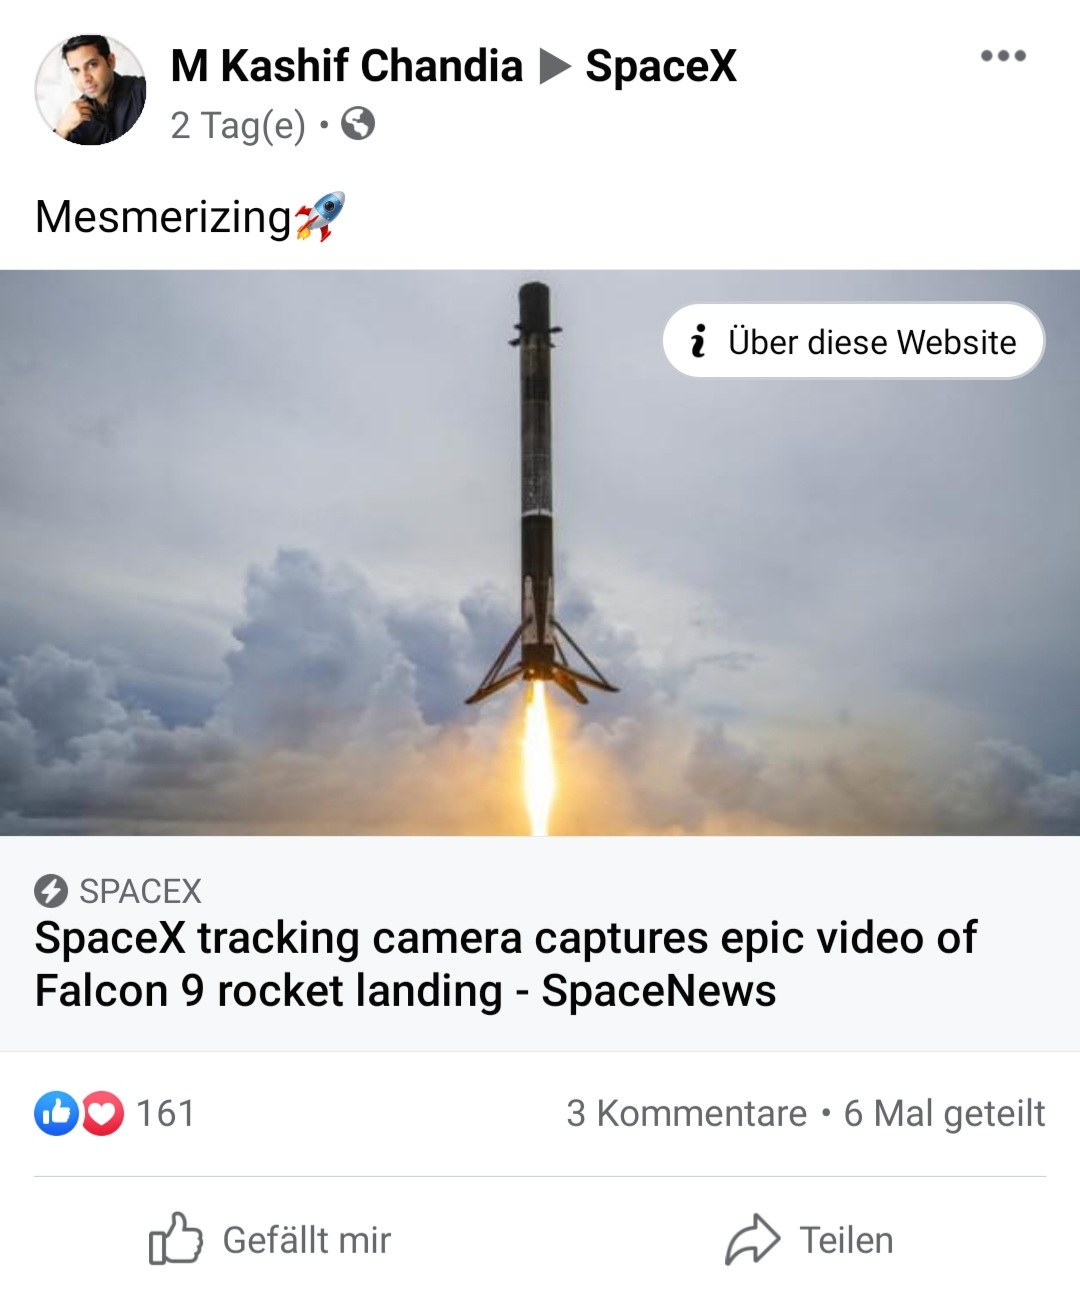 M Kashif Chandia ▶ SpaceX
2 Tag(e) •
Mesmerizing🚀
Über diese Website
SPACEX
SpaceX tracking camera captures epic video of
Falcon 9 rocket landing - SpaceNews
161
3 Kommentare • 6 Mal geteilt
Gefällt mir
Teilen